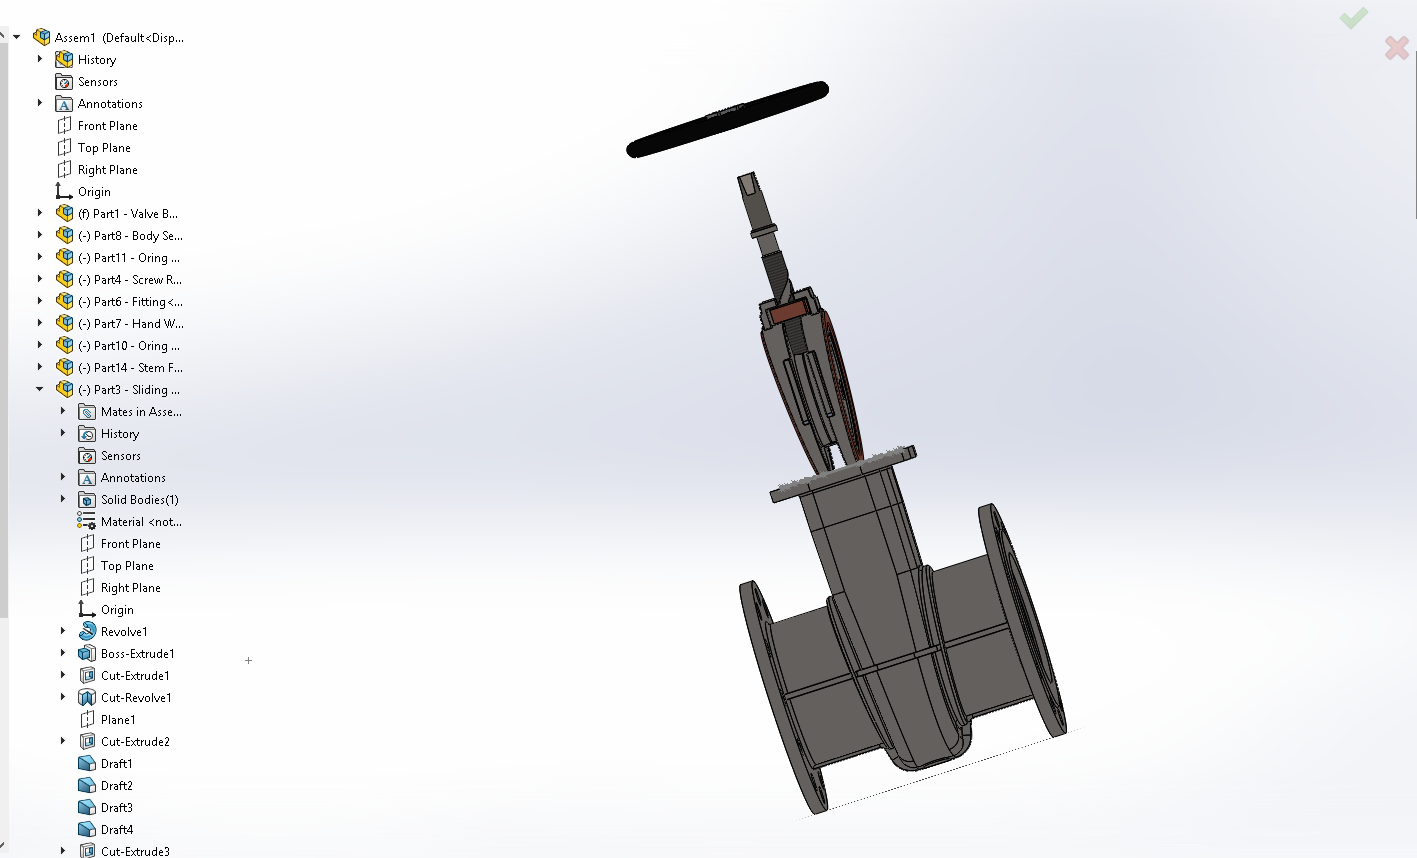 Assem1 (Default<Disp...
History
Sensors
Annotations
Front Plane
Top Plane
Right Plane
Origin
(f) Part1 - Valve B...
(-) Part8 - Body Se...
(-) Part11 - Oring ...
(-) Part4 - Screw R...
(-) Part6 - Fitting<...
(-) Part7 - Hand W...
(-) Part10 - Oring ...
(-) Part14 - Stem F...
(-) Part3 - Sliding ...
Mates in Asse...
History
Sensors
Annotations
Solid Bodies(1)
Material <not...
Front Plane
Top Plane
Right Plane
Origin
Revolve1
Boss-Extrude1
Cut-Extrude1
Cut-Revolve1
Plane1
Cut-Extrude2
Draft1
Draft2
Draft3
Draft4
Cut-Extrude3